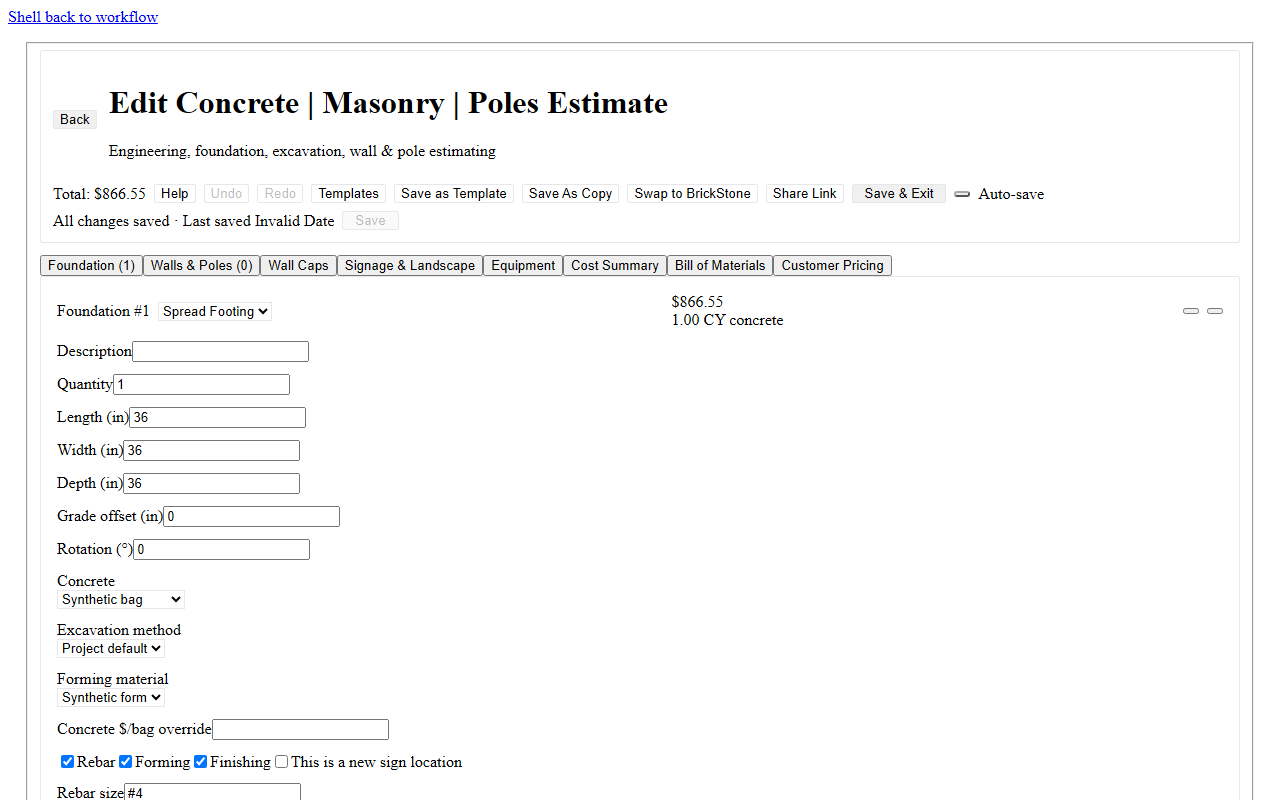 Shell back to workflow
Back
Edit Concrete | Masonry | Poles Estimate
Engineering, foundation, excavation, wall & pole estimating
Total: $866.55 Help Undo Redo Templates Save as Template Save As Copy Swap to BrickStone Share Link Save & Exit Auto-save
All changes saved · Last saved Invalid Date Save
Foundation (1) Walls & Poles (0) Wall Caps Signage & Landscape Equipment Cost Summary Bill of Materials Customer Pricing
Foundation #1 Spread Footing
$866.55
1.00 CY concrete
Description
Quantity 1
Length (in) 36
Width (in) 36
Depth (in) 36
Grade offset (in) 0
Rotation (°) 0
Concrete
Synthetic bag
Excavation method
Project default
Forming material
Synthetic form
Concrete $/bag override
Rebar Forming Finishing This is a new sign location
Rebar size #4